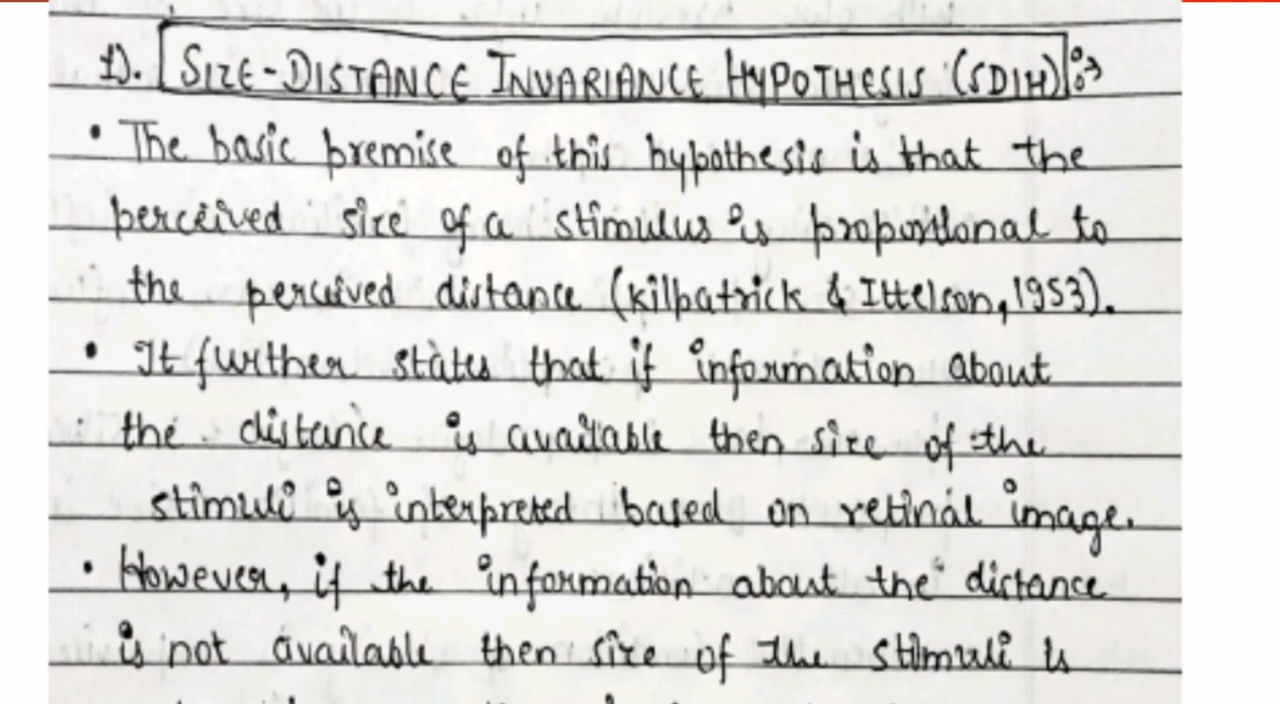 1). SIZE-DISTANCE INVARIANCE HYPOTHESIS (SDIH):→
• The basic premise of this hypothesis is that the
perceived size of a stimulus is proportional to
the perceived distance (Kilpatrick & Ittelson, 1953).
• It further states that if information about
the distance is available then size of the
stimuli is interpreted based on retinal image.
• However, if the information about the distance
is not available then size of the stimuli is